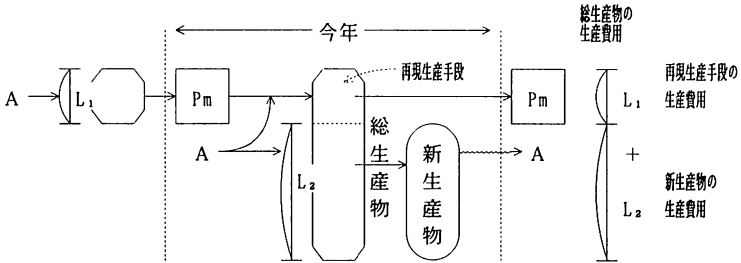 総生産物の
生産費用
今年
再現生産手段
再現生産手段の
生産費用
A
L₁
Pm
Pm
L₁
総生産物
新生産物
A
L₂
A
+
新生産物の
生産費用
L₂